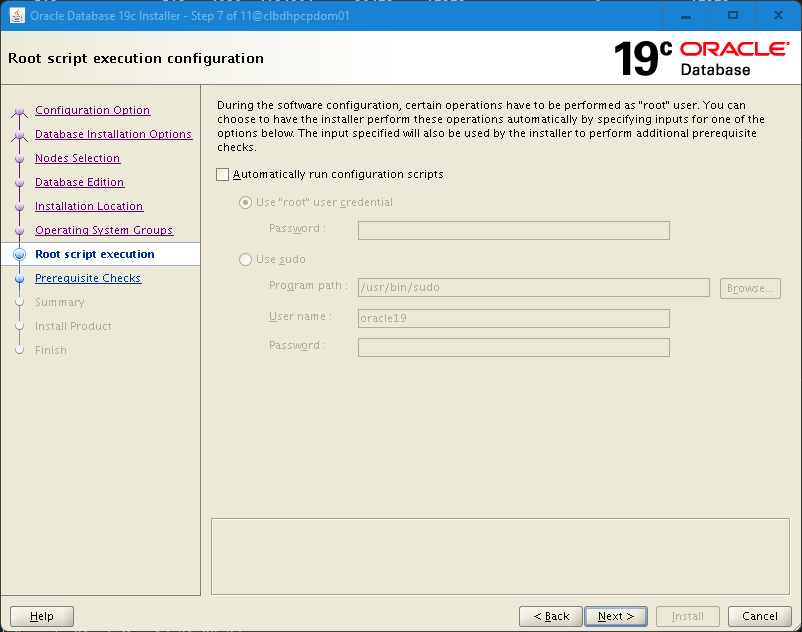 Oracle Database 19c Installer - Step 7 of 11@clbdhpcpdom01
Root script execution configuration
19c ORACLE
Database
Configuration Option
Database Installation Options
Nodes Selection
Database Edition
Installation Location
Operating System Groups
Root script execution
Prerequisite Checks
Summary
Install Product
Finish
During the software configuration, certain operations have to be performed as "root" user. You can
choose to have the installer perform these operations automatically by specifying inputs for one of the
options below. The input specified will also be used by the installer to perform additional prerequisite
checks.
Automatically run configuration scripts
Use "root" user credential
Password :
Use sudo
Program path : /usr/bin/sudo Browse...
User name : oracle19
Password :
Help < Back Next > Install Cancel